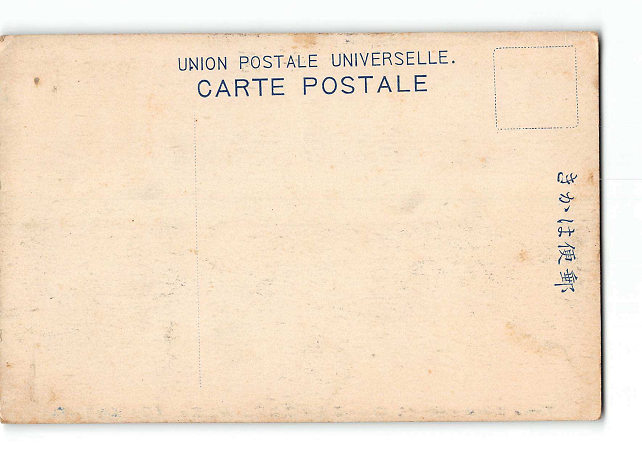 UNION POSTALE UNIVERSELLE.
CARTE POSTALE
きかは便郵